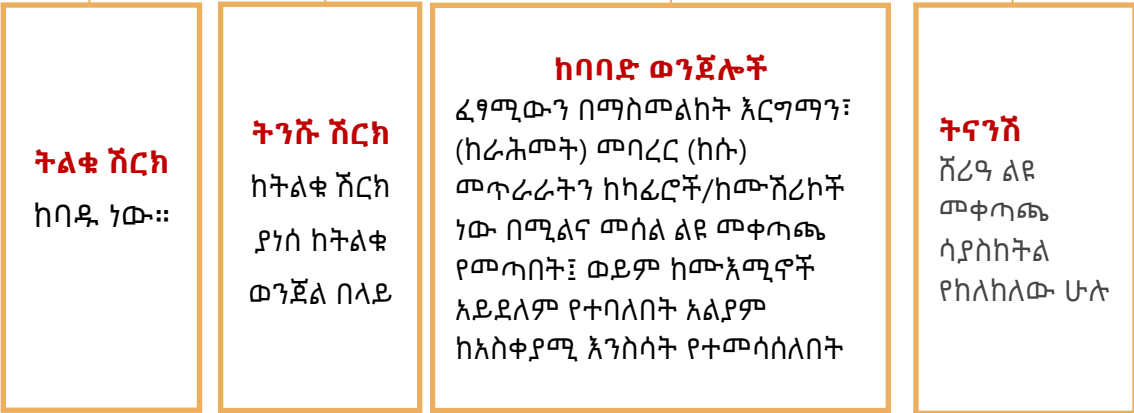 ትልቁ ሽርክ
ከባዱ ነው።
ትንሹ ሽርክ
ከትልቁ ሽርክ
ያነሰ ከትልቁ
ወንጀል በላይ
ከባባድ ወንጀሎች
ፈፃሚውን በማስመልከት እርግማን፣
(ከራሕመት) መባረር (ከሱ)
መጥራራትን ከካፊሮች/ከሙሽሪኮች
ነው በሚልና መሰል ልዩ መቀጣጫ
የመጣበት፤ ወይም ከሙእሚኖች
አይደለም የተባለበት አልያም
ከአስቀያሚ እንስሳት የተመሳሰለበት
ትናንሽ
ሸሪዓ ልዩ
መቀጣጫ
ሳያስከትል
የከለከለው ሁሉ